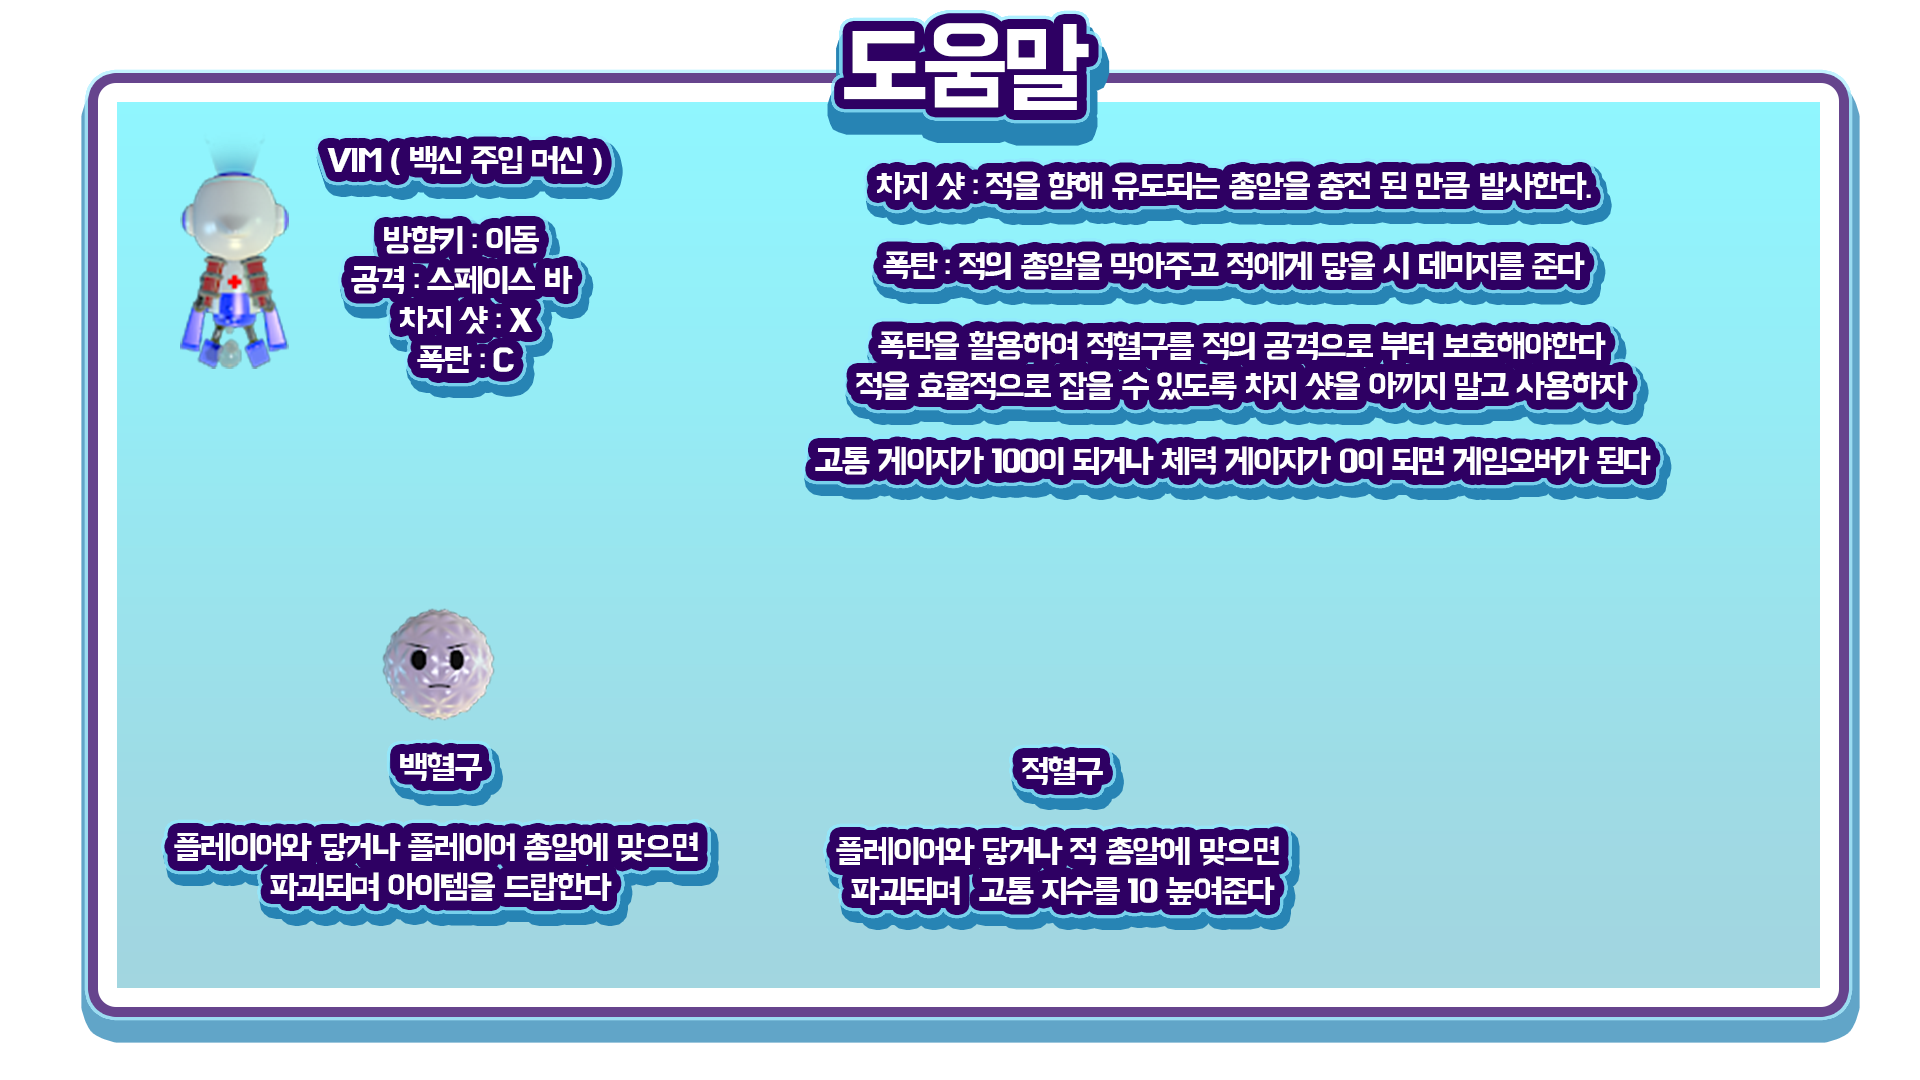 도움말
VIM ( 백신 주입 머신 )
방향키 : 이동
공격 : 스페이스 바
차지 샷 : X
폭탄 : C
차지 샷 : 적을 향해 유도되는 총알을 충전 된 만큼 발사한다.
폭탄 : 적의 총알을 막아주고 적에게 닿을 시 데미지를 준다
폭탄을 활용하여 적혈구를 적의 공격으로 부터 보호해야한다
적을 효율적으로 잡을 수 있도록 차지 샷을 아끼지 말고 사용하자
고통 게이지가 100이 되거나 체력 게이지가 0이 되면 게임오버가 된다
백혈구
플레이어와 닿거나 플레이어 총알에 맞으면
파괴되며 아이템을 드랍한다
적혈구
플레이어와 닿거나 적 총알에 맞으면
파괴되며 고통 지수를 10 높여준다